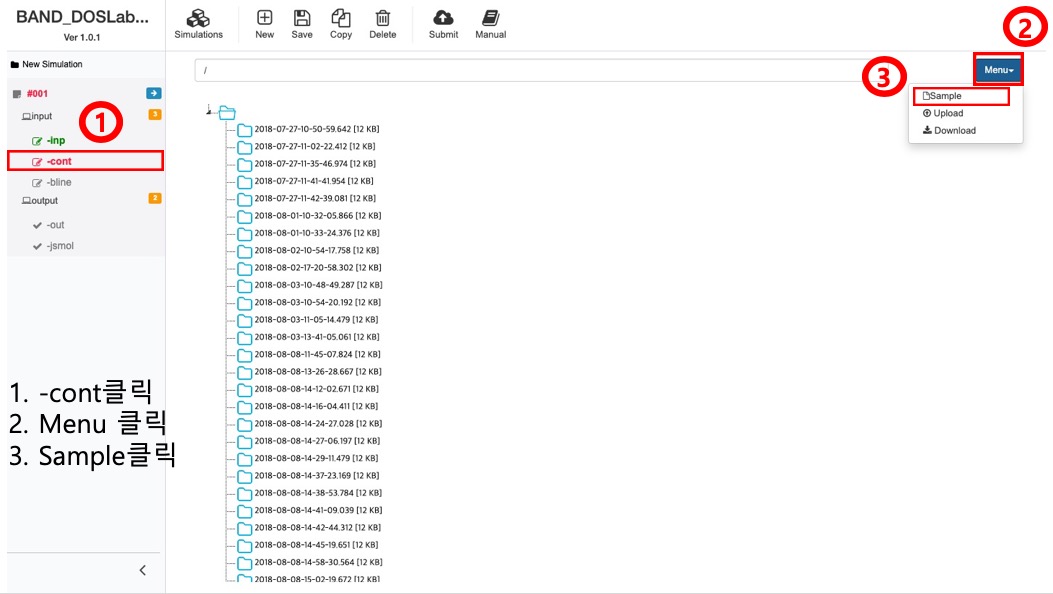 BAND_DOSLab...
Ver 1.0.1
Simulations
New
Save
Copy
Delete
Submit
Manual
2
New Simulation
/
Menu
3
#001
Sample
input
3
1
Upload
-inp
Download
-cont
-bline
output
2
-out
-jsmol
2018-07-27-10-50-59.642 [12 KB]
2018-07-27-11-02-22.412 [12 KB]
2018-07-27-11-35-46.974 [12 KB]
2018-07-27-11-41-41.954 [12 KB]
2018-07-27-11-42-39.081 [12 KB]
2018-08-01-10-32-05.866 [12 KB]
2018-08-01-10-33-24.376 [12 KB]
2018-08-02-10-54-17.758 [12 KB]
2018-08-02-17-20-58.302 [12 KB]
2018-08-03-10-48-49.287 [12 KB]
2018-08-03-10-54-20.192 [12 KB]
2018-08-03-11-05-14.479 [12 KB]
2018-08-03-13-41-05.061 [12 KB]
2018-08-08-11-45-07.824 [12 KB]
2018-08-08-13-26-28.667 [12 KB]
2018-08-08-14-12-02.671 [12 KB]
2018-08-08-14-16-04.411 [12 KB]
2018-08-08-14-24-27.028 [12 KB]
2018-08-08-14-27-06.197 [12 KB]
2018-08-08-14-29-11.479 [12 KB]
2018-08-08-14-37-23.169 [12 KB]
2018-08-08-14-38-53.784 [12 KB]
2018-08-08-14-41-09.039 [12 KB]
2018-08-08-14-42-44.312 [12 KB]
2018-08-08-14-45-19.651 [12 KB]
2018-08-08-14-58-30.564 [12 KB]
2018-08-08-15-02-19.672 [12 KB]
1. -cont클릭
2. Menu 클릭
3. Sample클릭